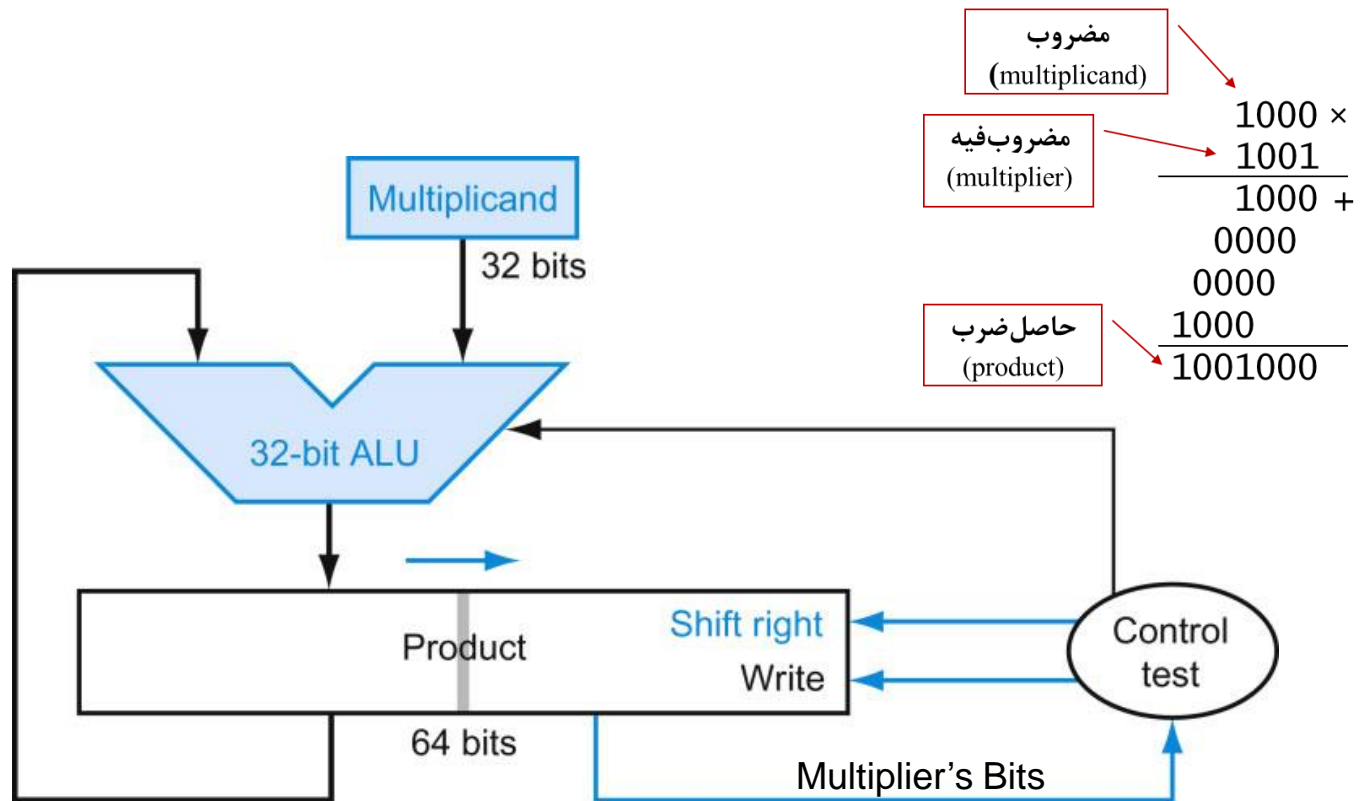 مضروب
(multiplicand)
1000 ×
مضروب‌فیه
(multiplier)
1001
1000 +
0000
0000
1000
حاصل‌ضرب
(product)
1001000
Multiplicand
32 bits
32-bit ALU
Product
Shift right
Write
64 bits
Control
test
Multiplier's Bits